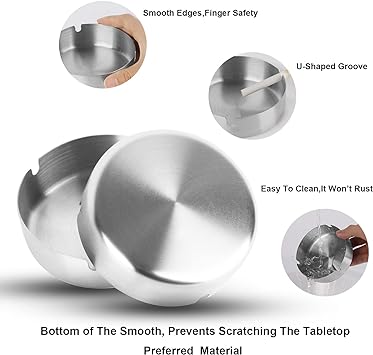 Smooth Edges,Finger Safety
U-Shaped Groove
Easy To Clean,It Won't Rust
Bottom of The Smooth, Prevents Scratching The Tabletop
Preferred Material